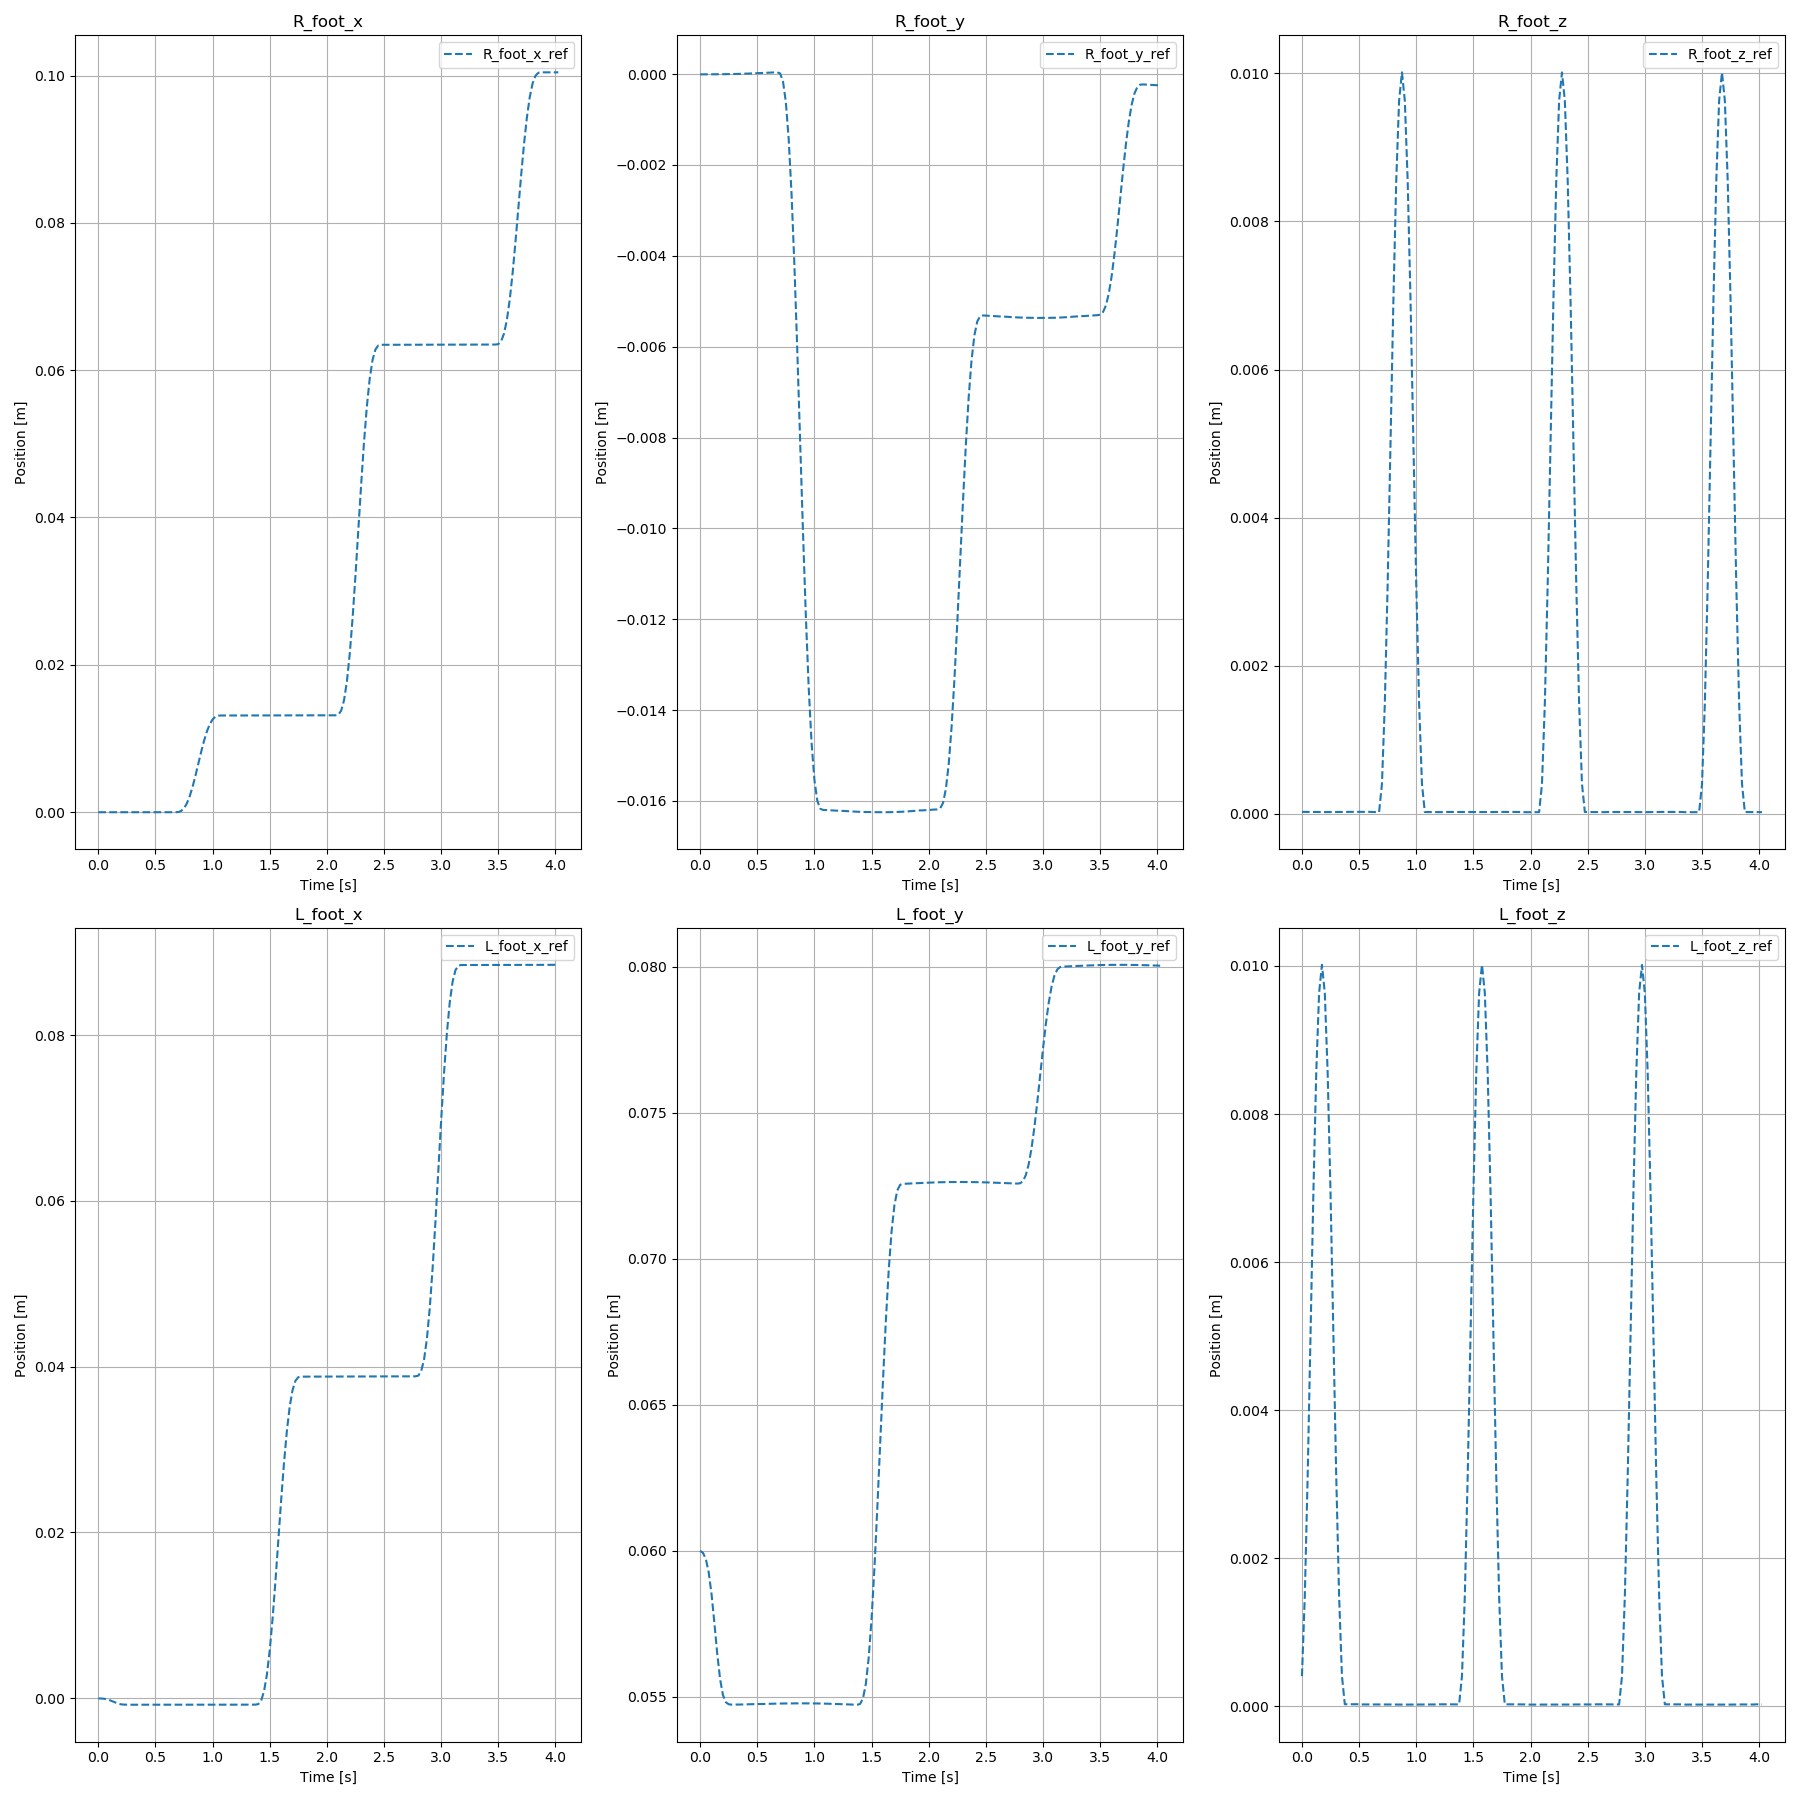 R_foot_x
R_foot_x_ref
0.10
0.08
0.06
0.04
0.02
0.00
Position [m]
0.0 0.5 1.0 1.5 2.0 2.5 3.0 3.5 4.0
Time [s]
R_foot_y
R_foot_y_ref
0.000
−0.002
−0.004
−0.006
−0.008
−0.010
−0.012
−0.014
−0.016
Position [m]
0.0 0.5 1.0 1.5 2.0 2.5 3.0 3.5 4.0
Time [s]
R_foot_z
R_foot_z_ref
0.010
0.008
0.006
0.004
0.002
0.000
Position [m]
0.0 0.5 1.0 1.5 2.0 2.5 3.0 3.5 4.0
Time [s]
L_foot_x
L_foot_x_ref
0.08
0.06
0.04
0.02
0.00
Position [m]
0.0 0.5 1.0 1.5 2.0 2.5 3.0 3.5 4.0
Time [s]
L_foot_y
L_foot_y_ref
0.080
0.075
0.070
0.065
0.060
0.055
Position [m]
0.0 0.5 1.0 1.5 2.0 2.5 3.0 3.5 4.0
Time [s]
L_foot_z
L_foot_z_ref
0.010
0.008
0.006
0.004
0.002
0.000
Position [m]
0.0 0.5 1.0 1.5 2.0 2.5 3.0 3.5 4.0
Time [s]